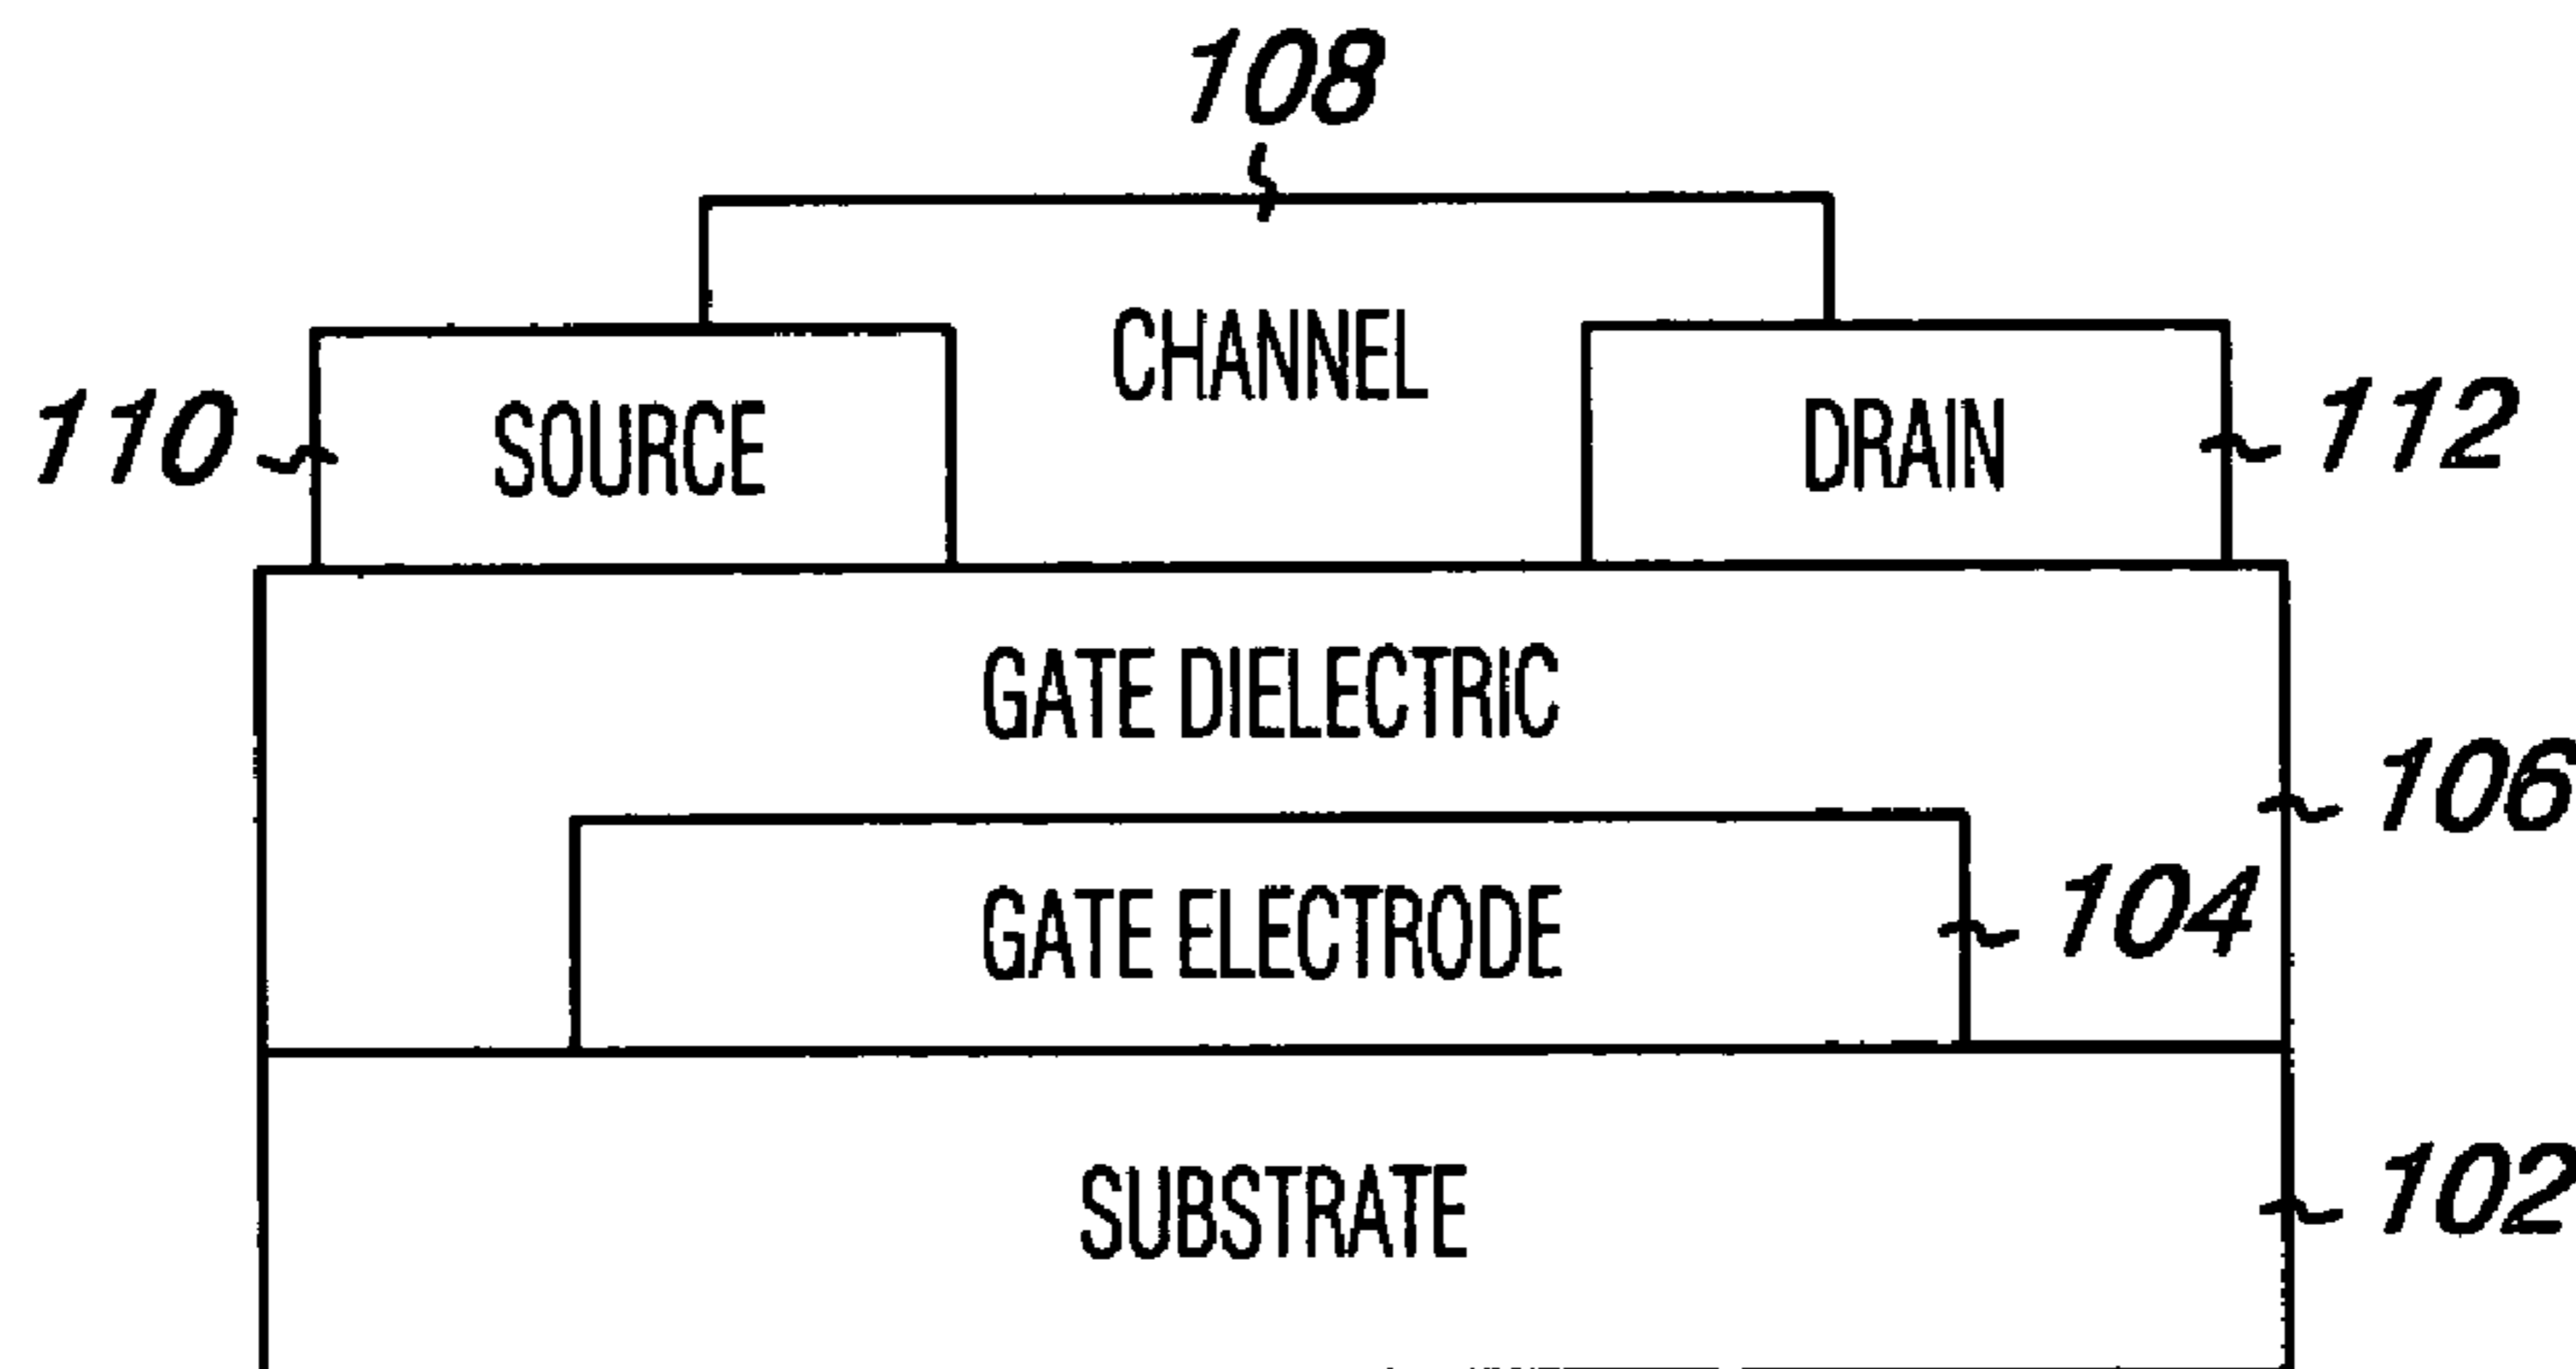 108
CHANNEL
110
SOURCE
DRAIN
112
GATE DIELECTRIC
106
GATE ELECTRODE
104
SUBSTRATE
102